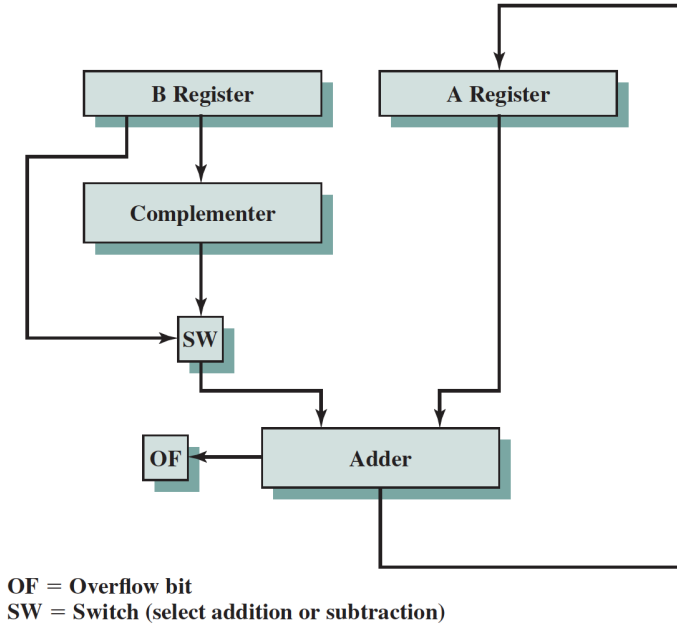 B Register
A Register
Complementer
SW
OF
Adder
OF = Overflow bit
SW = Switch (select addition or subtraction)